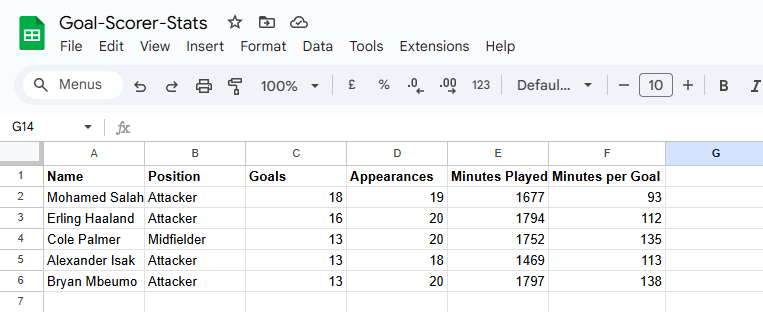 Goal-Scorer-Stats
File Edit View Insert Format Data Tools Extensions Help
Menus 100% £ % .0 .00 123 Defaul... − 10 + B I
G14 fx
A B C D E F G
1 Name Position Goals Appearances Minutes Played Minutes per Goal
2 Mohamed Salah Attacker 18 19 1677 93
3 Erling Haaland Attacker 16 20 1794 112
4 Cole Palmer Midfielder 13 20 1752 135
5 Alexander Isak Attacker 13 18 1469 113
6 Bryan Mbeumo Attacker 13 20 1797 138
7